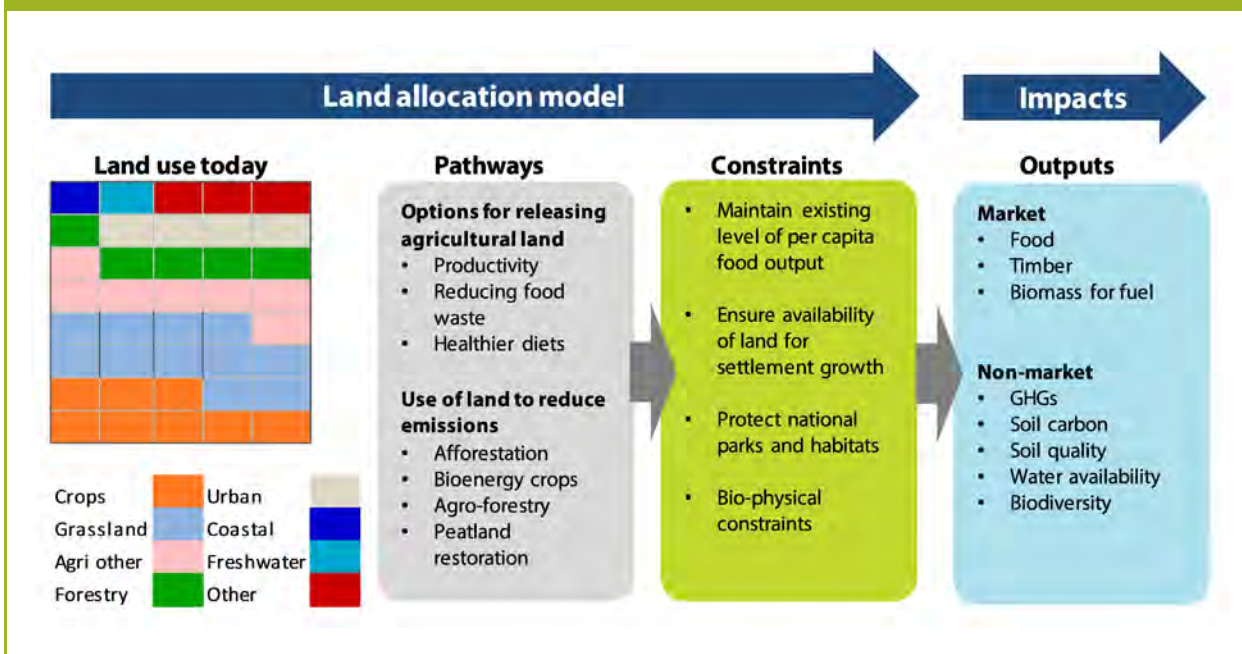 Land allocation model
Impacts
Land use today
Crops
Urban
Grassland
Coastal
Agri other
Freshwater
Forestry
Other
Pathways
Options for releasing
agricultural land
• Productivity
• Reducing food
waste
• Healthier diets
Use of land to reduce
emissions
• Afforestation
• Bioenergy crops
• Agro-forestry
• Peatland
restoration
Constraints
• Maintain existing
level of per capita
food output
• Ensure availability
of land for
settlement growth
• Protect national
parks and habitats
• Bio-physical
constraints
Outputs
Market
• Food
• Timber
• Biomass for fuel
Non-market
• GHGs
• Soil carbon
• Soil quality
• Water availability
• Biodiversity